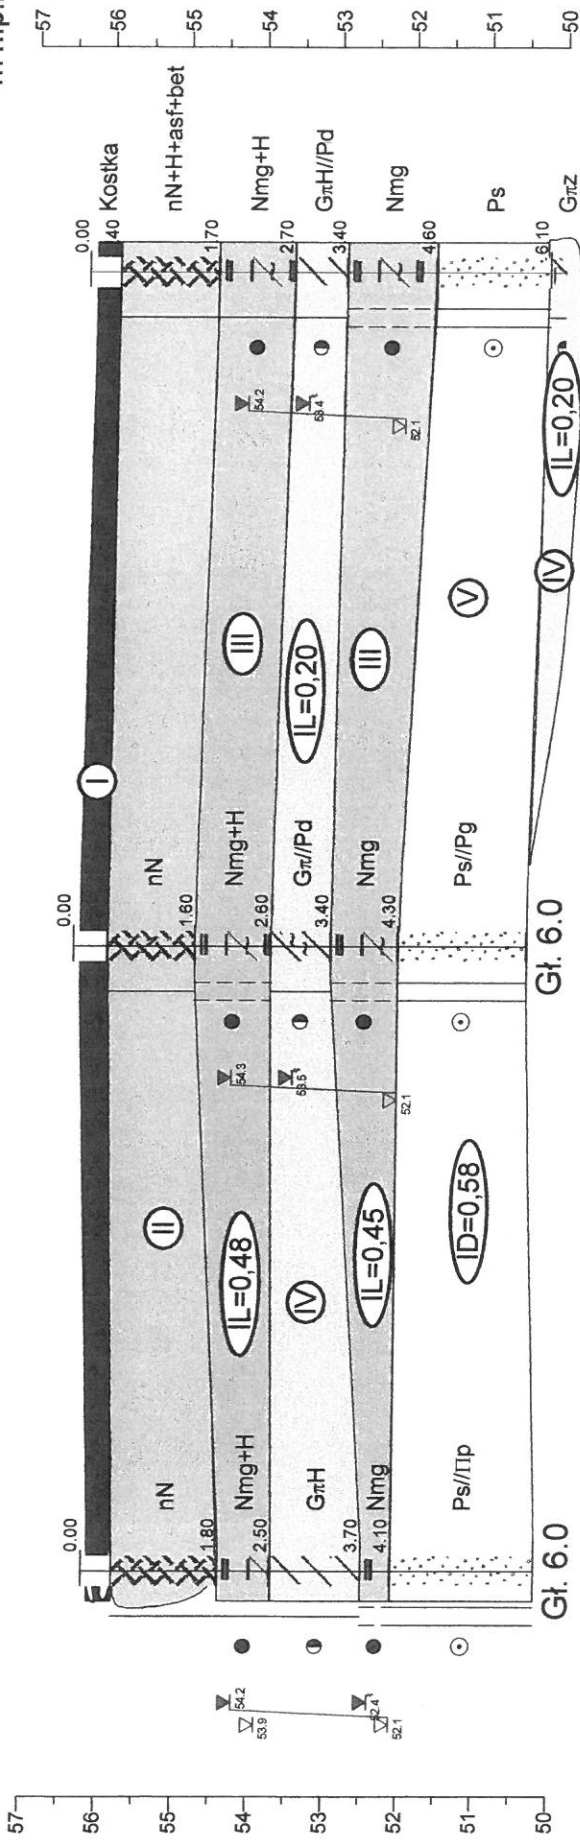 57
56
55
54
53
52
51
50
0.00
nN
1.80
Nmg+H
2.50
GπH
3.70
Nmg
4.10
Ps//Πp
Gł. 6.0
54.2
53.9
52.4
52.1
II
IL=0,48
IV
IL=0,45
ID=0,58
54.3
53.5
52.1
0.00
nN
1.60
Nmg+H
2.60
Gπ//Pd
3.40
Nmg
4.30
Ps//Pg
Gł. 6.0
I
III
IL=0,20
III
V
IV
IL=0,20
54.2
53.4
52.1
0.00
.40
1.70
2.70
3.40
4.60
6.10
Kostka
nN+H+asf+bet
Nmg+H
GπH//Pd
Nmg
Ps
GπZ
57
56
55
54
53
52
51
50